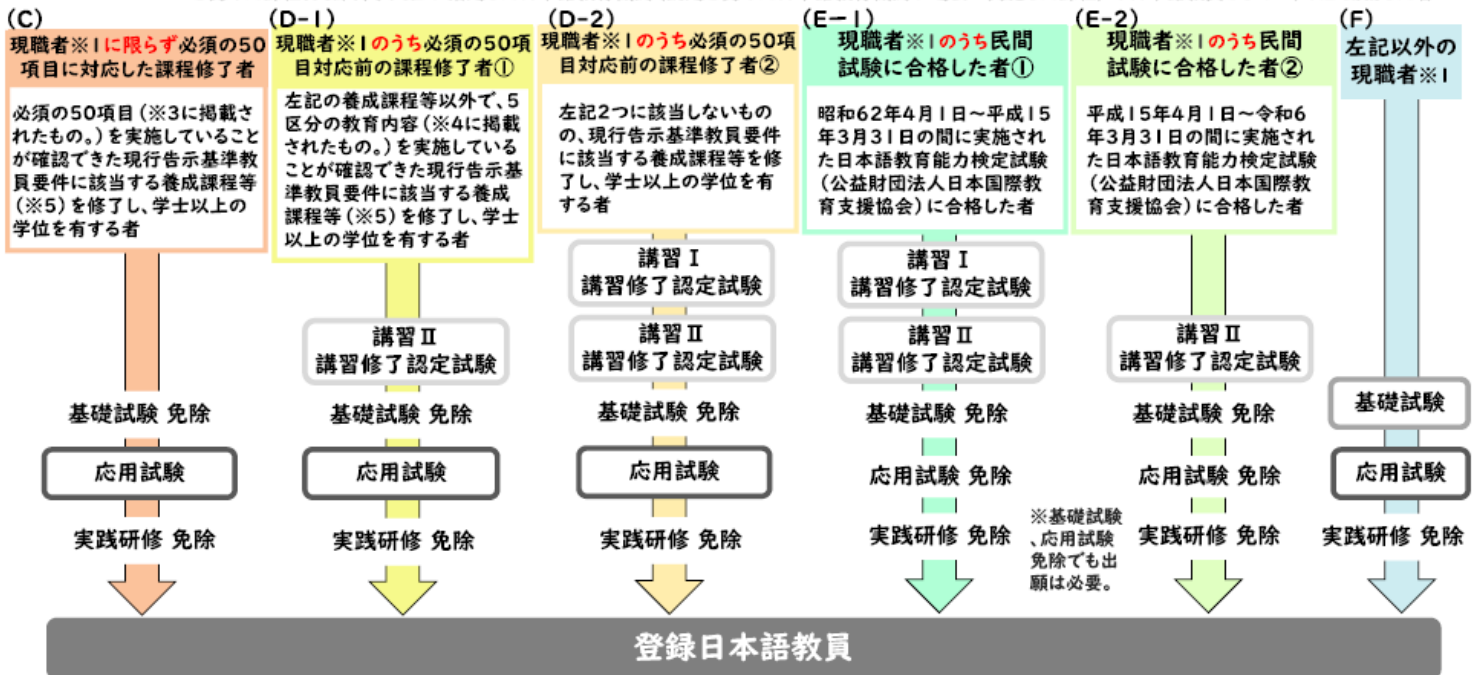 (C)
現職者※1に限らず必須の50
項目に対応した課程修了者
必須の50項目(※3に掲載さ
れたもの。)を実施していること
が確認できた現行告示基準教
員要件に該当する養成課程等
(※5)を修了し、学士以上の
学位を有する者
基礎試験 免除
応用試験
実践研修 免除
(D-1)
現職者※1のうち必須の50項
目対応前の課程修了者①
左記の養成課程等以外で、5
区分の教育内容(※4に掲載
されたもの。)を実施しているこ
とが確認できた現行告示基
準教員要件に該当する養成
課程等(※5)を修了し、学士
以上の学位を有する者
講習Ⅱ
講習修了認定試験
基礎試験 免除
応用試験
実践研修 免除
(D-2)
現職者※1のうち必須の50項
目対応前の課程修了者②
左記2つに該当しないもの
の、現行告示基準教員要件
に該当する養成課程等を修
了し、学士以上の学位を有
する者
講習Ⅰ
講習修了認定試験
講習Ⅱ
講習修了認定試験
基礎試験 免除
応用試験
実践研修 免除
(E-1)
現職者※1のうち民間
試験に合格した者①
昭和62年4月1日~平成15
年3月31日の間に実施され
た日本語教育能力検定試験
(公益財団法人日本国際教
育支援協会)に合格した者
講習Ⅰ
講習修了認定試験
講習Ⅱ
講習修了認定試験
基礎試験 免除
応用試験 免除
実践研修 免除
※基礎試験
、応用試験
免除でも出
願は必要。
(E-2)
現職者※1のうち民間
試験に合格した者②
平成15年4月1日~令和6
年3月31日の間に実施され
た日本語教育能力検定試験
(公益財団法人日本国際教
育支援協会)に合格した者
講習Ⅱ
講習修了認定試験
基礎試験 免除
応用試験 免除
実践研修 免除
(F)
左記以外の
現職者※1
基礎試験
応用試験
実践研修 免除
登録日本語教員